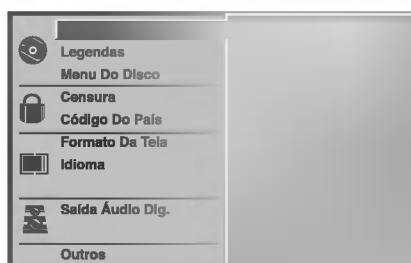 Legendas
Menu Do Disco
Censura
Código Do País
Formato Da Tela
Idioma
Saída Áudio Dig.
Outros